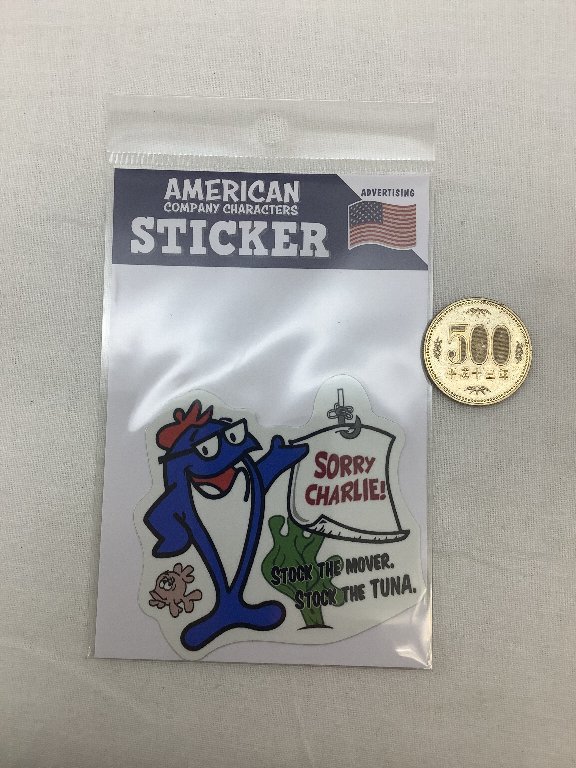 AMERICAN
COMPANY CHARACTERS
STICKER
ADVERTISING
500
SORRY
CHARLIE!
STOCK THE MOVER.
STOCK THE TUNA.